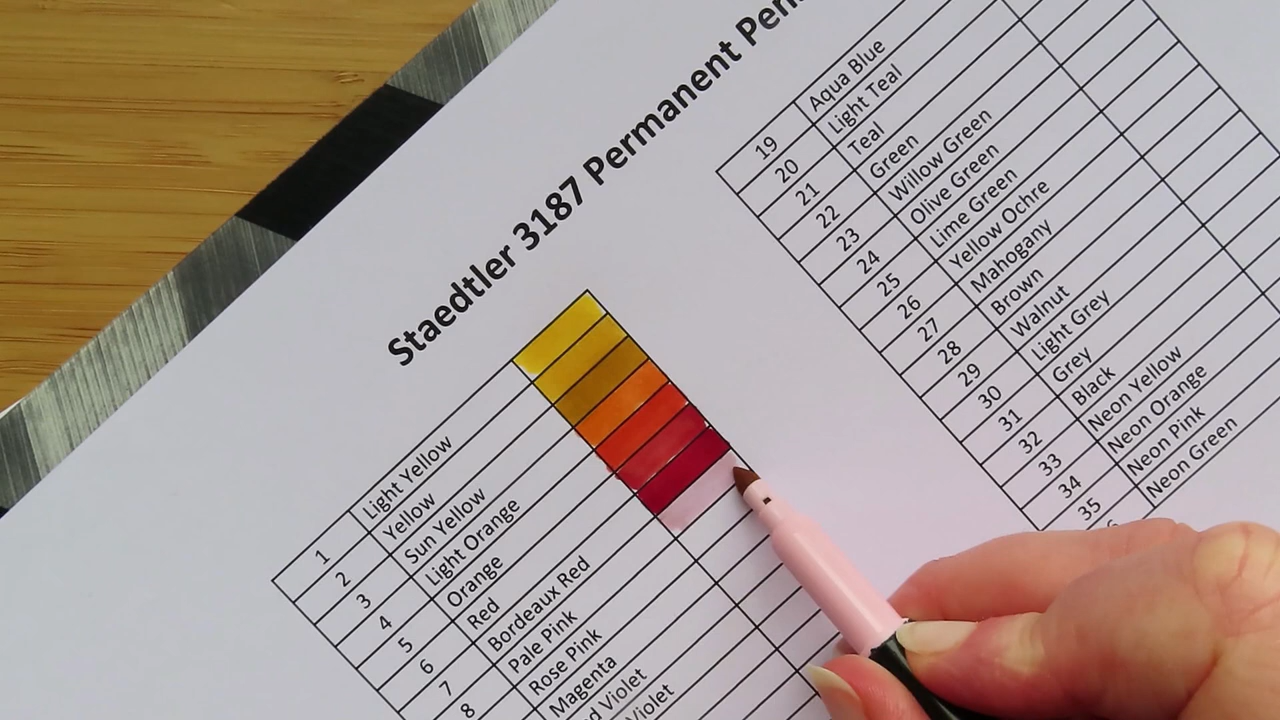 Staedtler 3187 Permanent Pen
1 Light Yellow
2 Yellow
3 Sun Yellow
4 Light Orange
5 Orange
6 Red
7 Bordeaux Red
8 Pale Pink
Rose Pink
Magenta
Violet
Violet
19 Aqua Blue
20 Light Teal
21 Teal
22 Green
23 Willow Green
24 Olive Green
25 Lime Green
26 Yellow Ochre
27 Mahogany
28 Brown
29 Walnut
30 Light Grey
31 Grey
32 Black
33 Neon Yellow
34 Neon Orange
35 Neon Pink
Neon Green